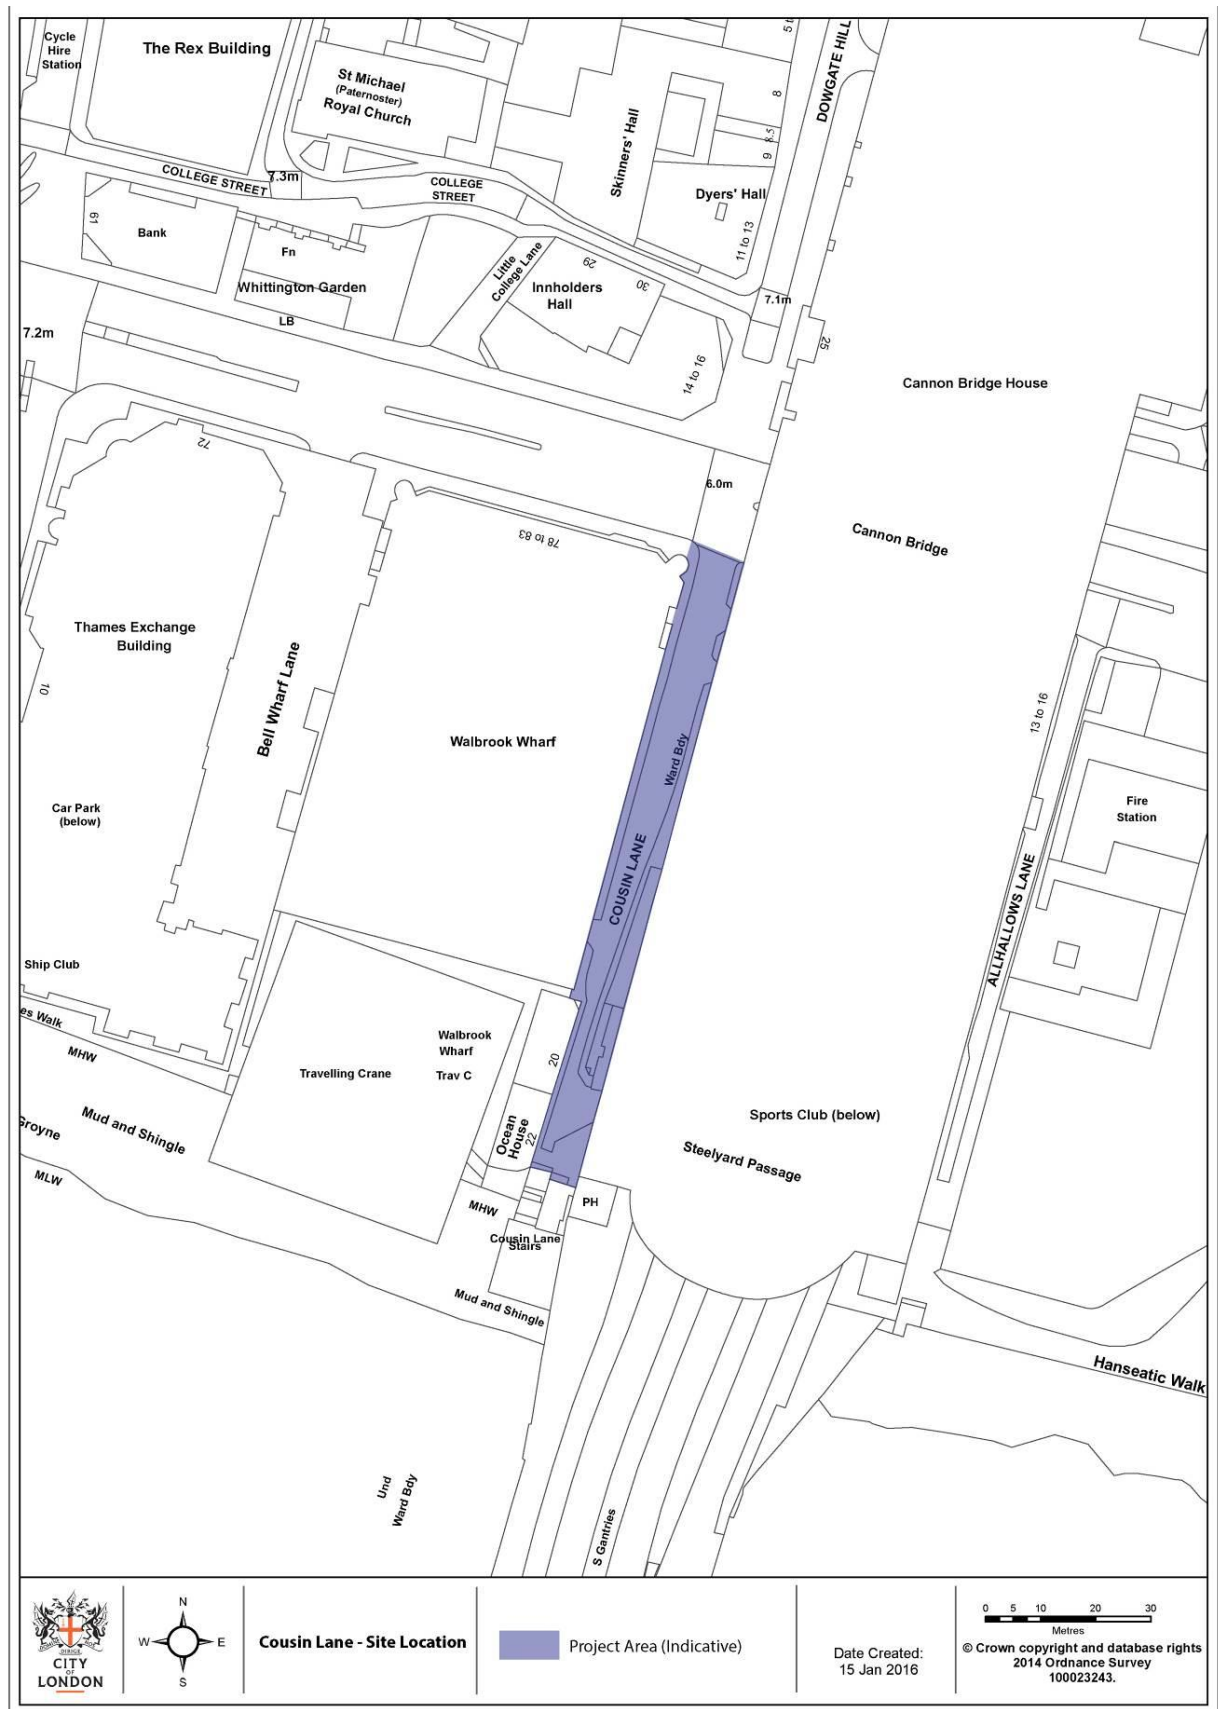 Cycle
Hire
Station
The Rex Building
St Michael
(Paternoster)
Royal Church
Skinners' Hall
5 to
8
8.5
9
DOWGATE HILL
Dyers' Hall
11 to 13
COLLEGE STREET
7.3m
COLLEGE
STREET
61
Bank
Fn
Whittington Garden
LB
Little
College Lane
29
30
Innholders
Hall
14 to 16
7.1m
25
7.2m
Cannon Bridge House
72
78 to 83
6.0m
Cannon Bridge
Thames Exchange
Building
10
Bell Wharf Lane
Walbrook Wharf
Ward Bdy
COUSIN LANE
13 to 16
Fire
Station
ALLHALLOWS LANE
Car Park
(below)
Ship Club
es Walk
MHW
Walbrook
Wharf
Trav C
Travelling Crane
20
Ocean
House
22
Sports Club (below)
Steelyard Passage
Mud and Shingle
Groyne
MLW
MHW
PH
Cousin Lane
Stairs
Mud and Shingle
Hanseatic Walk
Und
Ward Bdy
S Gantries
CITY
OF
LONDON
N
W
E
S
Cousin Lane - Site Location
Project Area (Indicative)
Date Created:
15 Jan 2016
0 5 10 20 30
Metres
© Crown copyright and database rights
2014 Ordnance Survey
100023243.